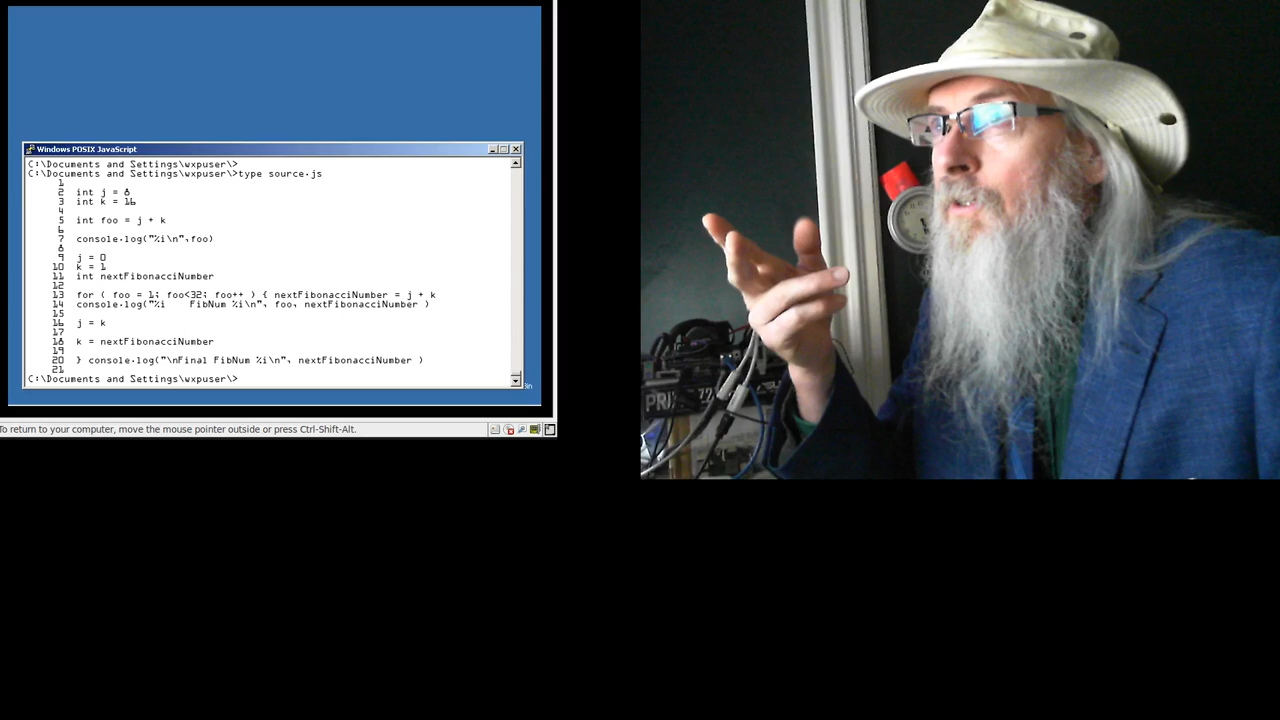 Windows POSIX JavaScript
C:\Documents and Settings\wxpuser\>
C:\Documents and Settings\wxpuser\>type source.js
1
2 int j = 8
3 int k = 16
4
5 int foo = j + k
6
7 console.log("%i\n",foo)
8
9 j = 0
10 k = 1
11 int nextFibonacciNumber
12
13 for ( foo = 1; foo<32; foo++ ) { nextFibonacciNumber = j + k
14 console.log("%i    FibNum %i\n", foo, nextFibonacciNumber )
15
16 j = k
17
18 k = nextFibonacciNumber
19
20 } console.log("\nFinal FibNum %i\n", nextFibonacciNumber )
21
C:\Documents and Settings\wxpuser\>
To return to your computer, move the mouse pointer outside or press Ctrl-Shift-Alt.